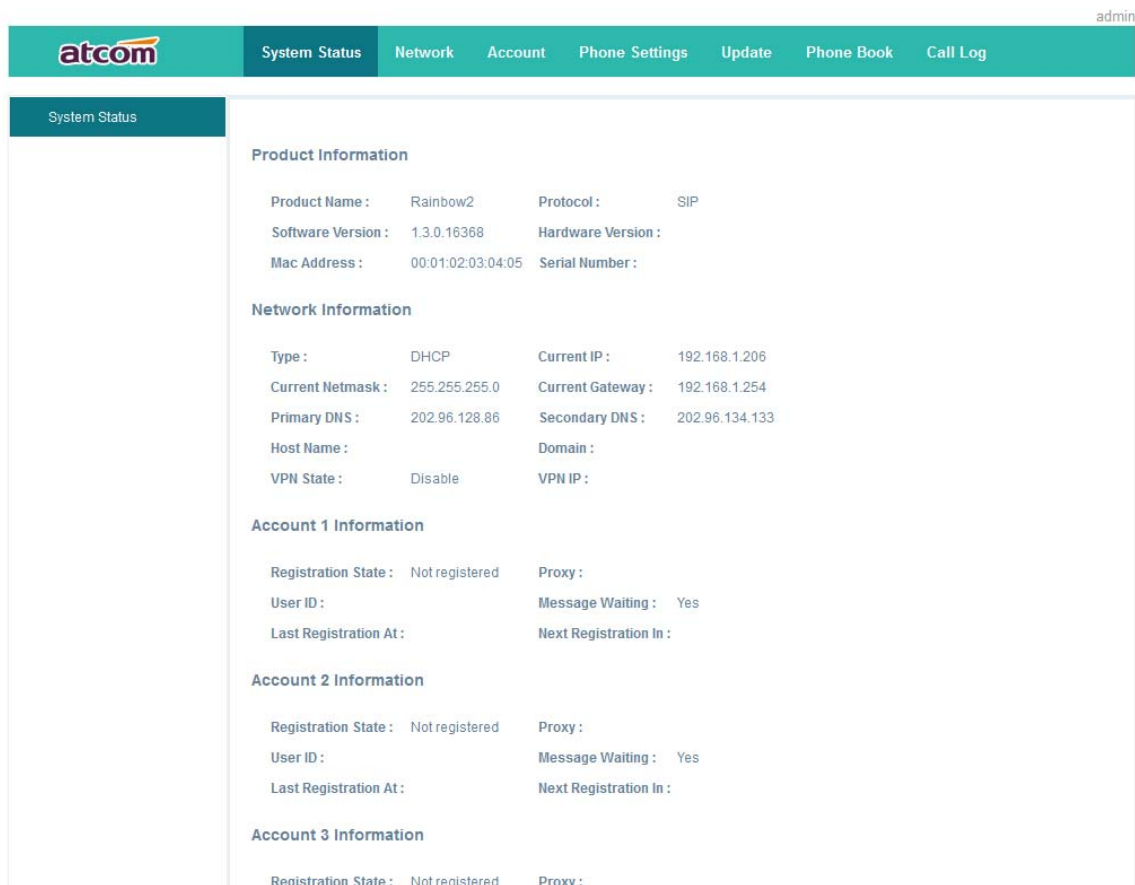 admin
atcom System Status Network Account Phone Settings Update Phone Book Call Log
System Status
Product Information
Product Name : Rainbow2 Protocol : SIP
Software Version : 1.3.0.16368 Hardware Version :
Mac Address : 00:01:02:03:04:05 Serial Number :
Network Information
Type : DHCP Current IP : 192.168.1.206
Current Netmask : 255.255.255.0 Current Gateway : 192.168.1.254
Primary DNS : 202.96.128.86 Secondary DNS : 202.96.134.133
Host Name : Domain :
VPN State : Disable VPN IP :
Account 1 Information
Registration State : Not registered Proxy :
User ID : Message Waiting : Yes
Last Registration At : Next Registration In :
Account 2 Information
Registration State : Not registered Proxy :
User ID : Message Waiting : Yes
Last Registration At : Next Registration In :
Account 3 Information
Registration State : Not registered Proxy :